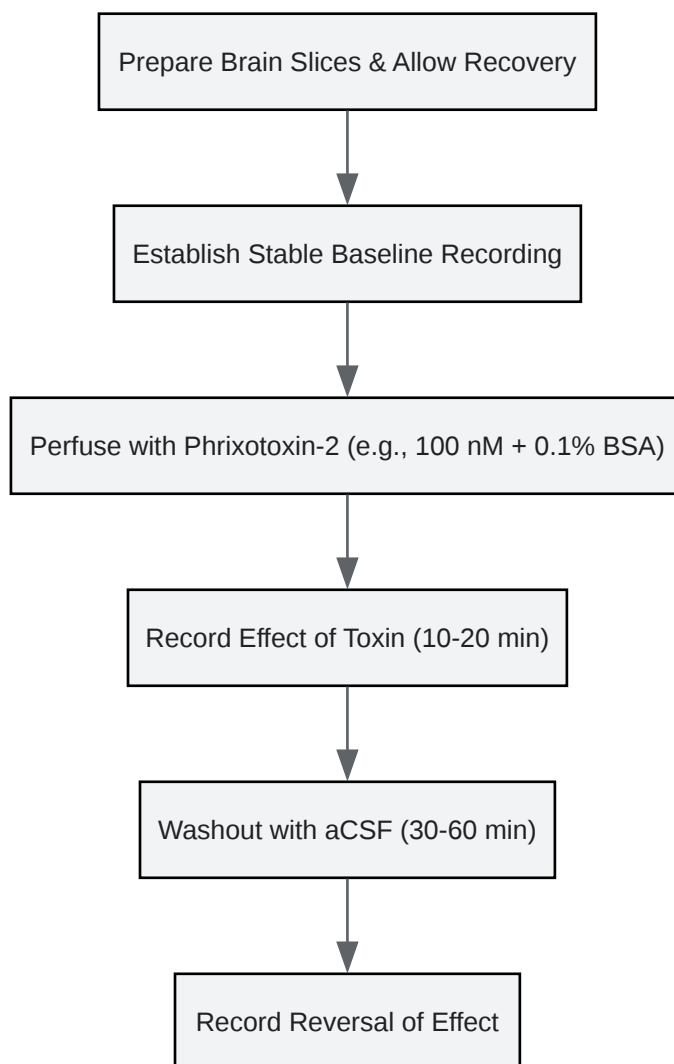 Prepare Brain Slices & Allow Recovery
Establish Stable Baseline Recording
Perfuse with Phrixotoxin-2 (e.g., 100 nM + 0.1% BSA)
Record Effect of Toxin (10-20 min)
Washout with aCSF (30-60 min)
Record Reversal of Effect